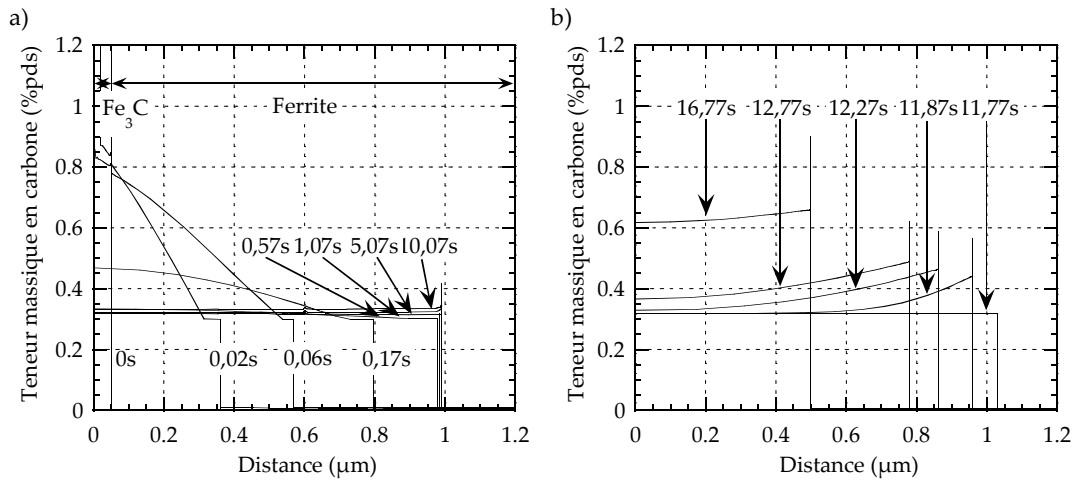 a)
Teneur massique en carbone (%pds)
1.2
1
0.8
0.6
0.4
0.2
0
Fe3C
Ferrite
0,57s 1,07s 5,07s 10,07s
0s
0,02s
0,06s
0,17s
0 0.2 0.4 0.6 0.8 1 1.2
Distance (µm)
b)
Teneur massique en carbone (%pds)
1.2
1
0.8
0.6
0.4
0.2
0
16,77s 12,77s 12,27s 11,87s 11,77s
0 0.2 0.4 0.6 0.8 1 1.2
Distance (µm)